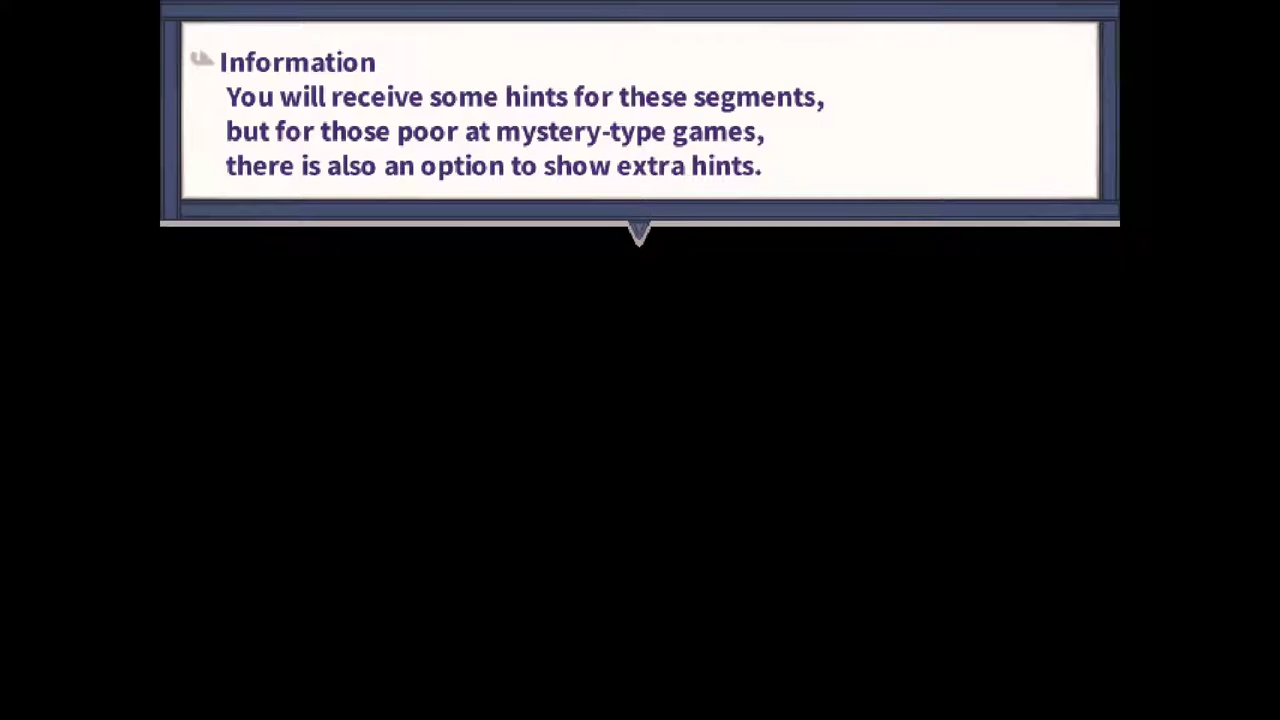 Information
You will receive some hints for these segments,
but for those poor at mystery-type games,
there is also an option to show extra hints.